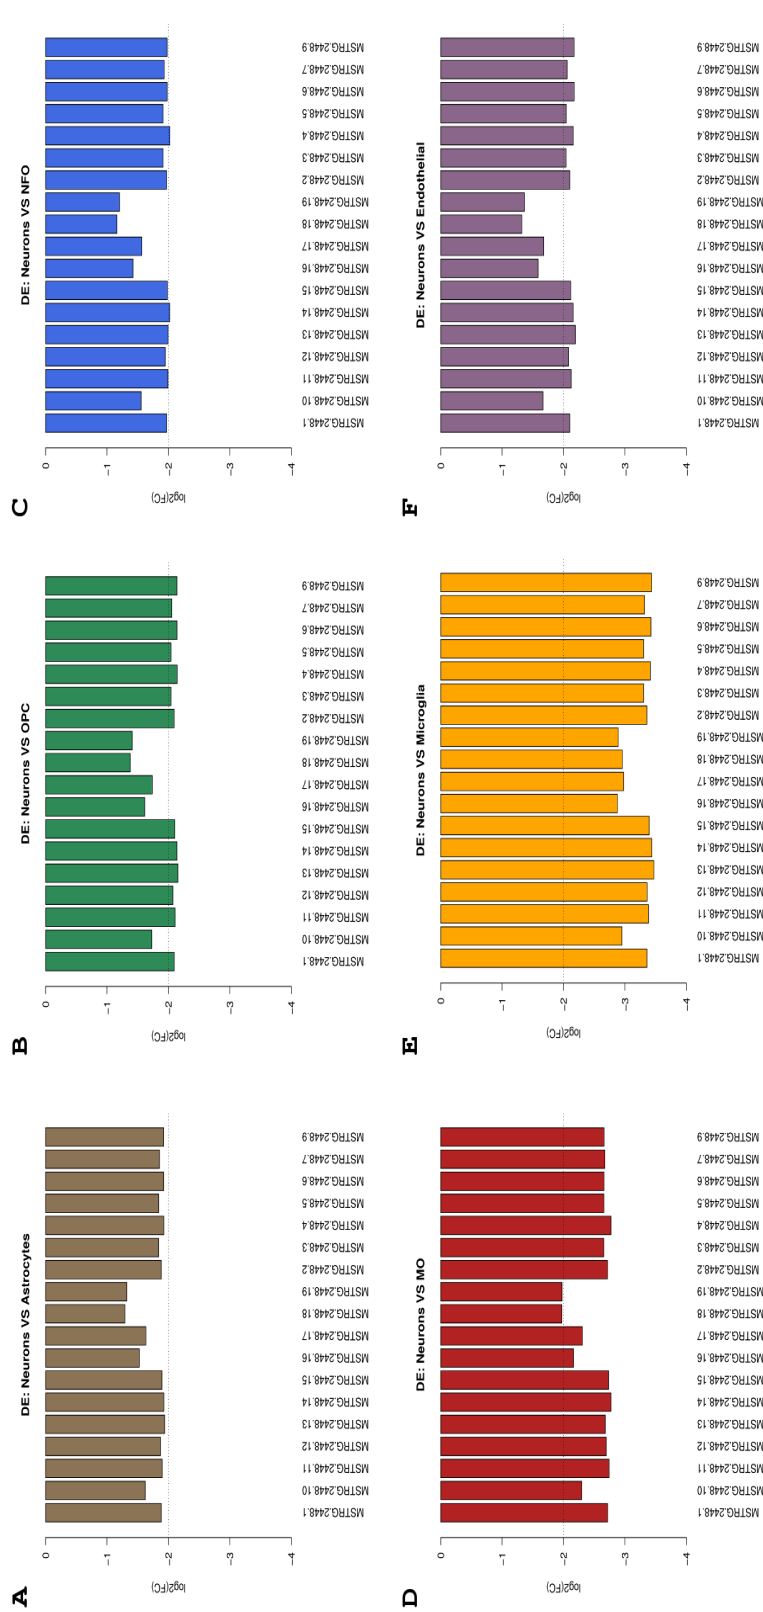 A
DE: Neurons VS Astrocytes
log2(FC)
0
−1
−2
−3
−4
MSTRG.2448.1
MSTRG.2448.10
MSTRG.2448.11
MSTRG.2448.12
MSTRG.2448.13
MSTRG.2448.14
MSTRG.2448.15
MSTRG.2448.16
MSTRG.2448.17
MSTRG.2448.18
MSTRG.2448.19
MSTRG.2448.2
MSTRG.2448.3
MSTRG.2448.4
MSTRG.2448.5
MSTRG.2448.6
MSTRG.2448.7
MSTRG.2448.9
B
DE: Neurons VS OPC
log2(FC)
0
−1
−2
−3
−4
MSTRG.2448.1
MSTRG.2448.10
MSTRG.2448.11
MSTRG.2448.12
MSTRG.2448.13
MSTRG.2448.14
MSTRG.2448.15
MSTRG.2448.16
MSTRG.2448.17
MSTRG.2448.18
MSTRG.2448.19
MSTRG.2448.2
MSTRG.2448.3
MSTRG.2448.4
MSTRG.2448.5
MSTRG.2448.6
MSTRG.2448.7
MSTRG.2448.9
C
DE: Neurons VS NFO
log2(FC)
0
−1
−2
−3
−4
MSTRG.2448.1
MSTRG.2448.10
MSTRG.2448.11
MSTRG.2448.12
MSTRG.2448.13
MSTRG.2448.14
MSTRG.2448.15
MSTRG.2448.16
MSTRG.2448.17
MSTRG.2448.18
MSTRG.2448.19
MSTRG.2448.2
MSTRG.2448.3
MSTRG.2448.4
MSTRG.2448.5
MSTRG.2448.6
MSTRG.2448.7
MSTRG.2448.9
D
DE: Neurons VS MO
log2(FC)
0
−1
−2
−3
−4
MSTRG.2448.1
MSTRG.2448.10
MSTRG.2448.11
MSTRG.2448.12
MSTRG.2448.13
MSTRG.2448.14
MSTRG.2448.15
MSTRG.2448.16
MSTRG.2448.17
MSTRG.2448.18
MSTRG.2448.19
MSTRG.2448.2
MSTRG.2448.3
MSTRG.2448.4
MSTRG.2448.5
MSTRG.2448.6
MSTRG.2448.7
MSTRG.2448.9
E
DE: Neurons VS Microglia
log2(FC)
0
−1
−2
−3
−4
MSTRG.2448.1
MSTRG.2448.10
MSTRG.2448.11
MSTRG.2448.12
MSTRG.2448.13
MSTRG.2448.14
MSTRG.2448.15
MSTRG.2448.16
MSTRG.2448.17
MSTRG.2448.18
MSTRG.2448.19
MSTRG.2448.2
MSTRG.2448.3
MSTRG.2448.4
MSTRG.2448.5
MSTRG.2448.6
MSTRG.2448.7
MSTRG.2448.9
F
DE: Neurons VS Endothelial
log2(FC)
0
−1
−2
−3
−4
MSTRG.2448.1
MSTRG.2448.10
MSTRG.2448.11
MSTRG.2448.12
MSTRG.2448.13
MSTRG.2448.14
MSTRG.2448.15
MSTRG.2448.16
MSTRG.2448.17
MSTRG.2448.18
MSTRG.2448.19
MSTRG.2448.2
MSTRG.2448.3
MSTRG.2448.4
MSTRG.2448.5
MSTRG.2448.6
MSTRG.2448.7
MSTRG.2448.9